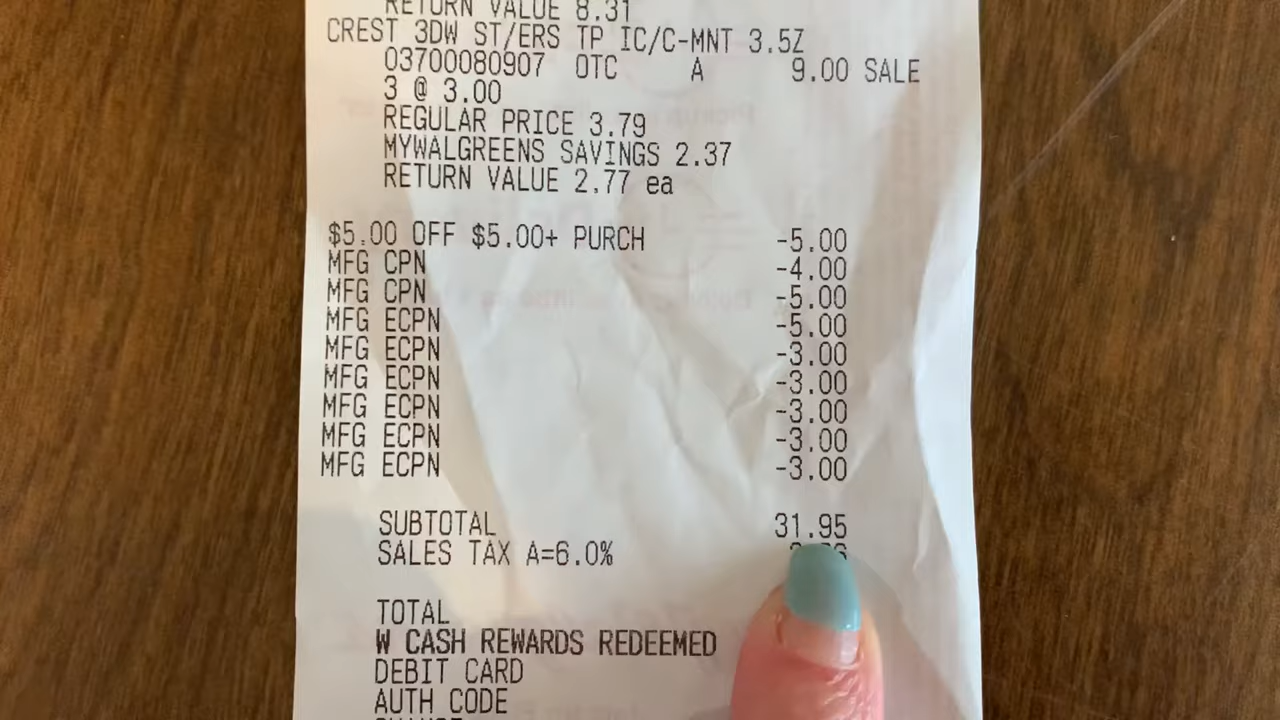 RETURN VALUE 8.31
CREST 3DW ST/ERS TP IC/C-MNT 3.5Z
03700080907 OTC A 9.00 SALE
3 @ 3.00
REGULAR PRICE 3.79
MYWALGREENS SAVINGS 2.37
RETURN VALUE 2.77 ea
$5.00 OFF $5.00+ PURCH -5.00
MFG CPN -4.00
MFG CPN -5.00
MFG ECPN -5.00
MFG ECPN -3.00
MFG ECPN -3.00
MFG ECPN -3.00
MFG ECPN -3.00
MFG ECPN -3.00
SUBTOTAL 31.95
SALES TAX A=6.0%
TOTAL
W CASH REWARDS REDEEMED
DEBIT CARD
AUTH CODE